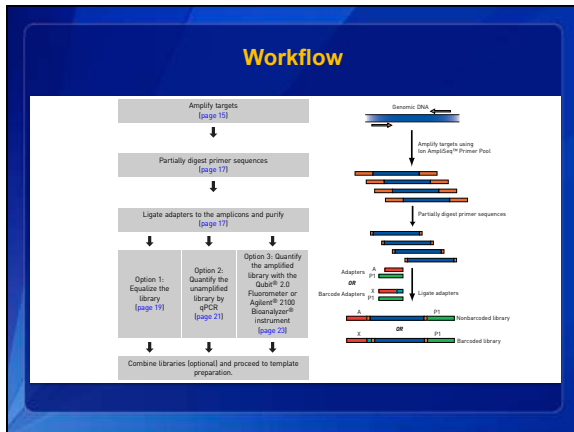 Workflow
Amplify targets
(page 15)
Partially digest primer sequences
(page 17)
Ligate adapters to the amplicons and purify
(page 17)
Option 1:
Equalize the
library
(page 19)
Option 2:
Quantify the
unamplified
library by
qPCR
(page 21)
Option 3: Quantify
the amplified
library with the
Qubit® 2.0
Fluorometer or
Agilent® 2100
Bioanalyzer®
instrument
(page 23)
Combine libraries (optional) and proceed to template
preparation.
Genomic DNA
Amplify targets using
Ion AmpliSeq™ Primer Pool
Partially digest primer sequences
Adapters
A
P1
OR
Barcode Adapters
X
P1
Ligate adapters
A
P1
Nonbarcoded library
OR
X
P1
Barcoded library